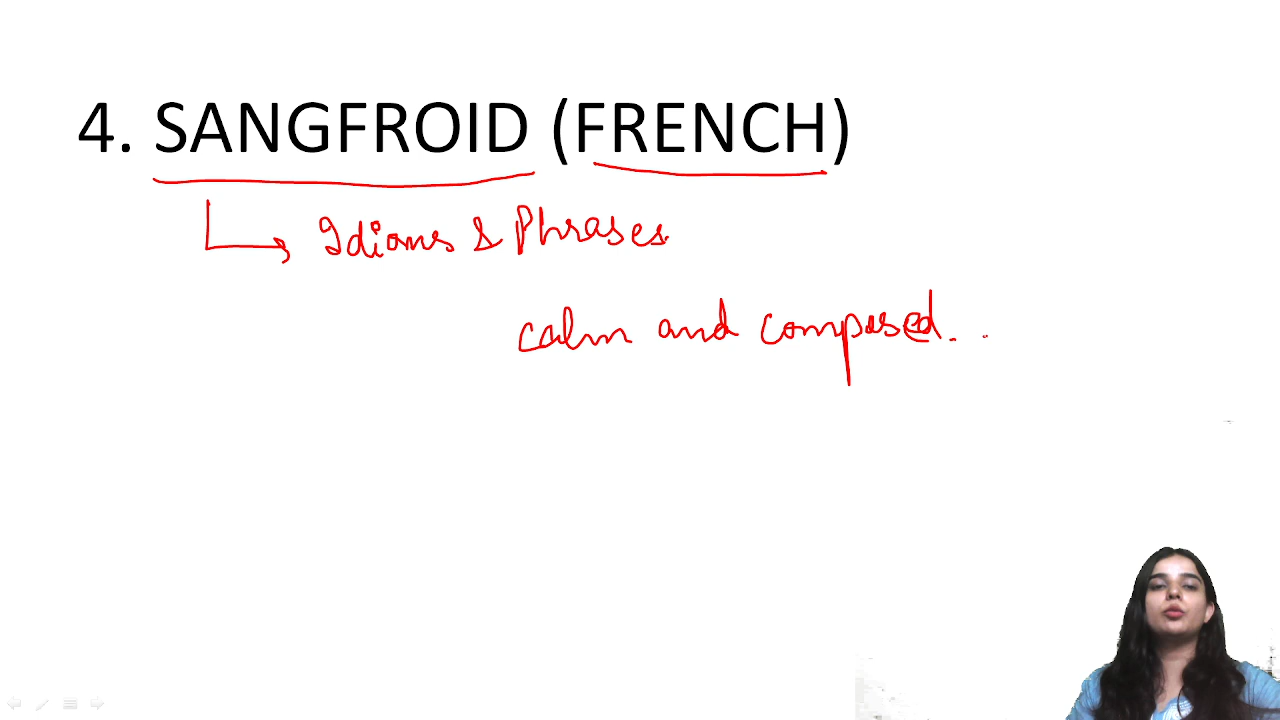 4. SANGFROID (FRENCH)
Idioms & Phrases.
calm and composed..